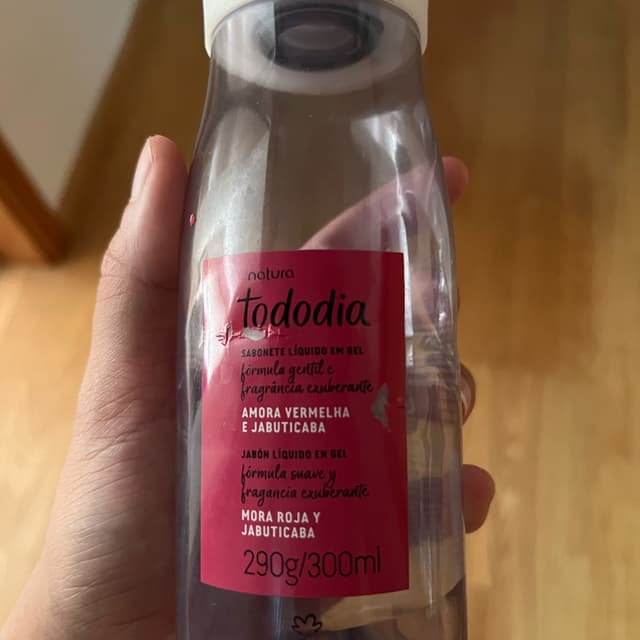 natura
tododia
SABONETE LÍQUIDO EM GEL
fórmula gentil e
fragrância exuberante
AMORA VERMELHA
E JABUTICABA
JABÓN LÍQUIDO EN GEL
fórmula suave y
fragancia exuberante
MORA ROJA Y
JABUTICABA
290g/300ml